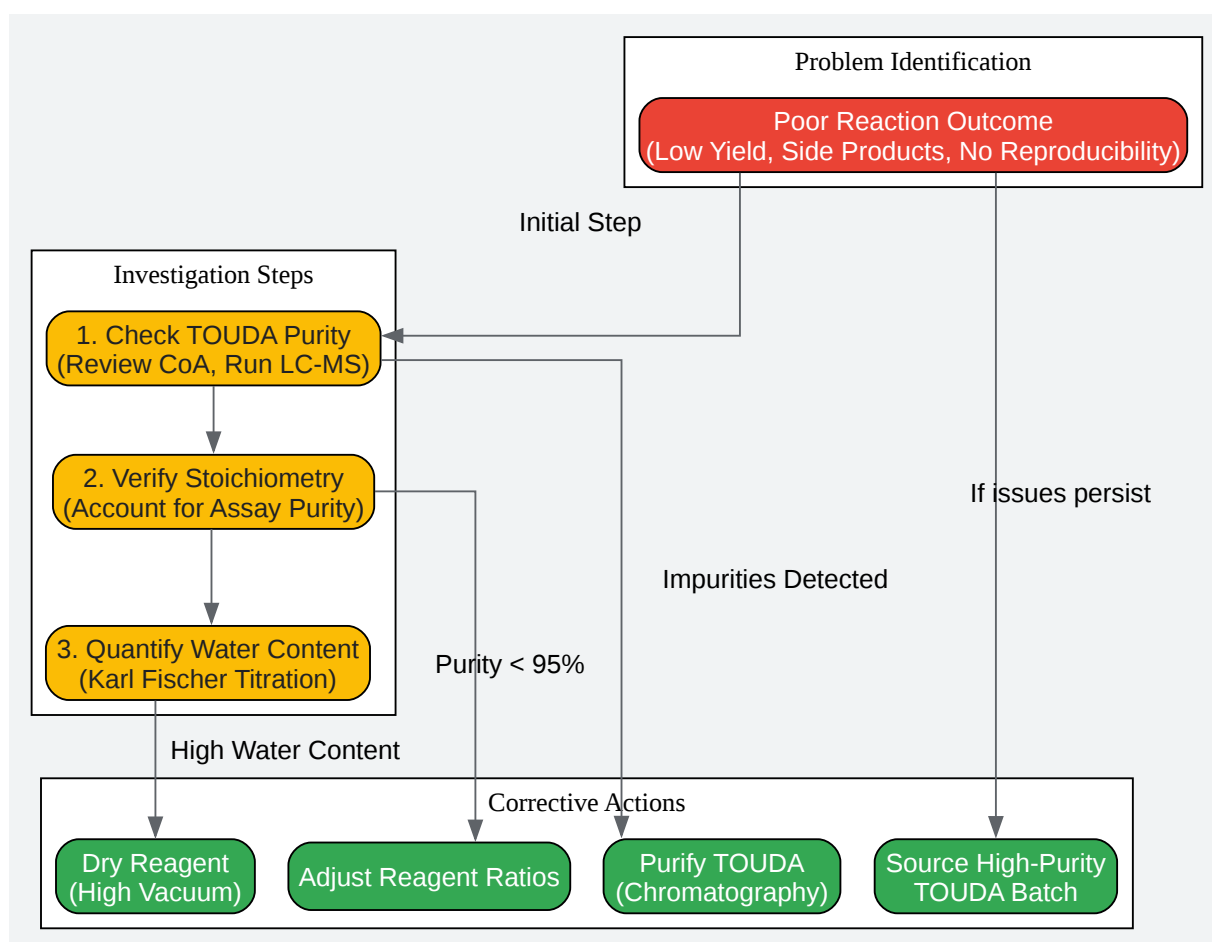 Problem Identification
Poor Reaction Outcome
(Low Yield, Side Products, No Reproducibility)
Initial Step
Investigation Steps
1. Check TOUDA Purity
(Review CoA, Run LC-MS)
2. Verify Stoichiometry
(Account for Assay Purity)
If issues persist
Impurities Detected
3. Quantify Water Content
(Karl Fischer Titration)
Purity < 95%
High Water Content
Corrective Actions
Dry Reagent
(High Vacuum)
Adjust Reagent Ratios
Purify TOUDA
(Chromatography)
Source High-Purity
TOUDA Batch